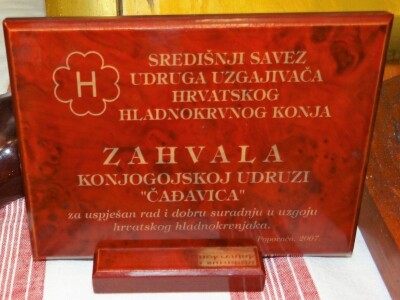 H
SREDIŠNJI SAVEZ
UDRUGA UZGAJIVAČA
HRVATSKOG
HLADNOKRVNOG KONJA
ZAHVALA
KONJOGOJSKOJ UDRUZI
"ČAĐAVICA"
za uspješan rad i dobru suradnju u uzgoju
hrvatskog hladnokrvnjaka.
2007.